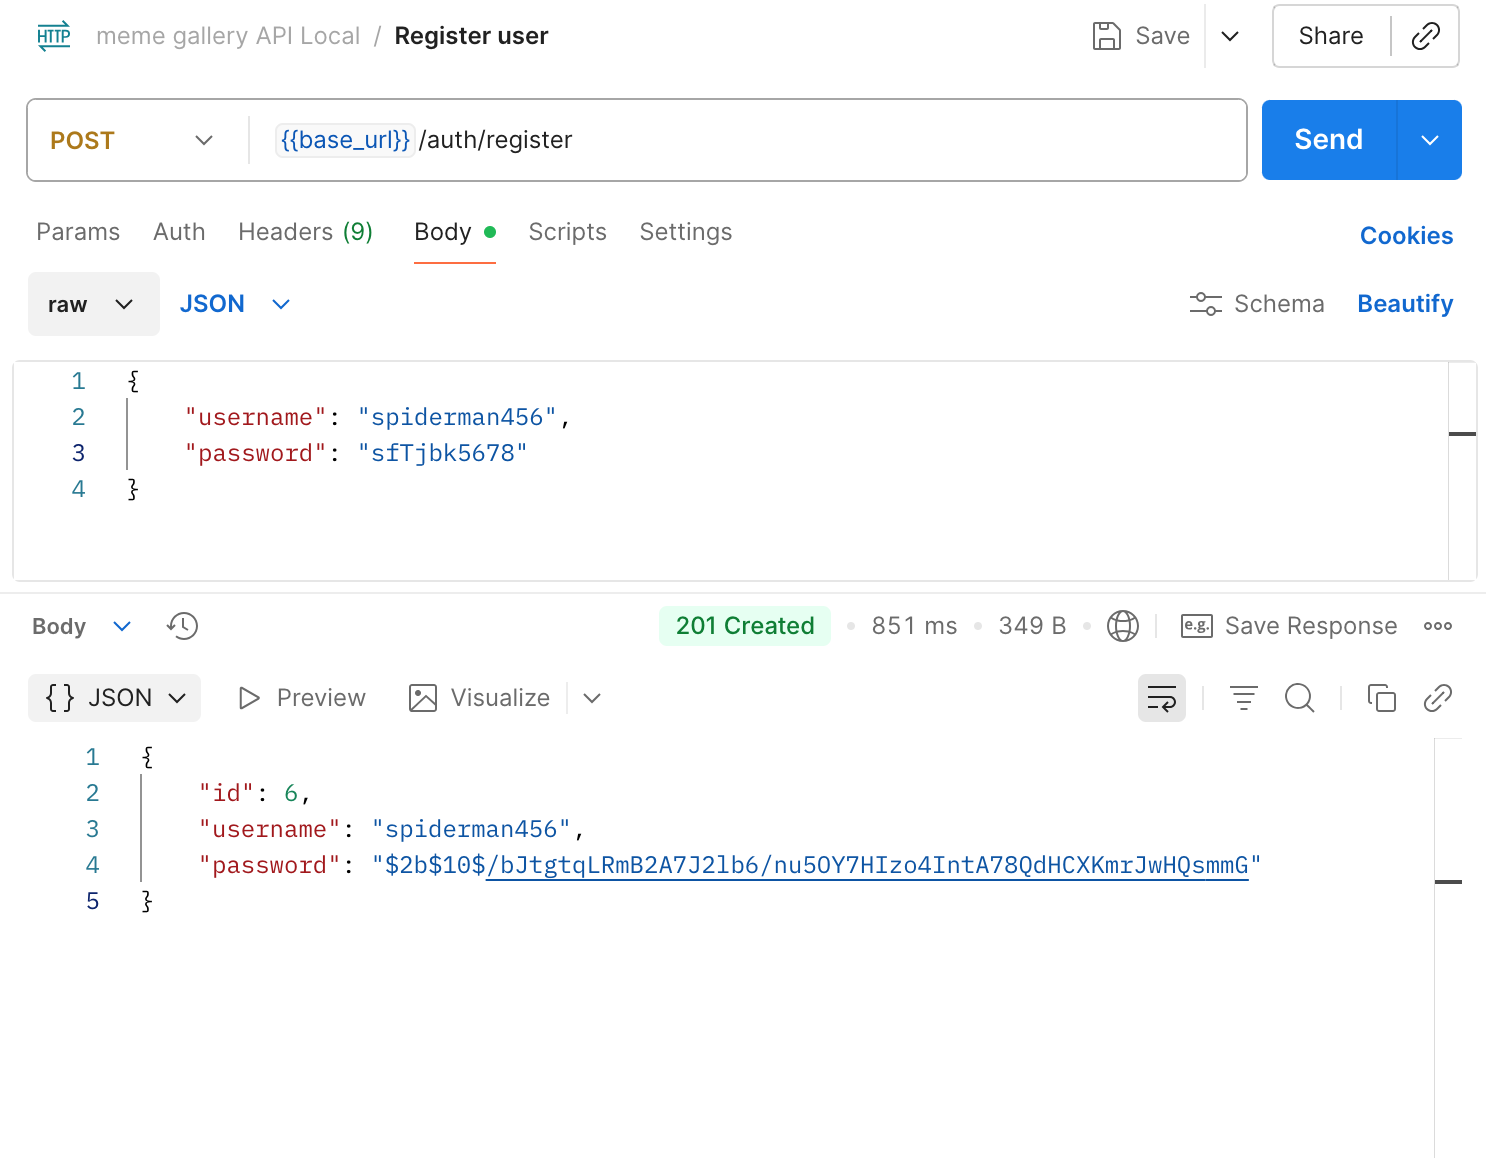 HTTP meme gallery API Local / Register user Save Share
POST {{base_url}}/auth/register Send
Params Auth Headers (9) Body Scripts Settings Cookies
raw JSON Schema Beautify
1 {
2 "username": "spiderman456",
3 "password": "sfTjbk5678"
4 }
Body 201 Created 851 ms 349 B e.g. Save Response
{} JSON Preview Visualize
1 {
2 "id": 6,
3 "username": "spiderman456",
4 "password": "$2b$10$/bJtgtqLRmB2A7J2lb6/nu5OY7HIzo4IntA78QdHCXKmrJwHQsmmG"
5 }